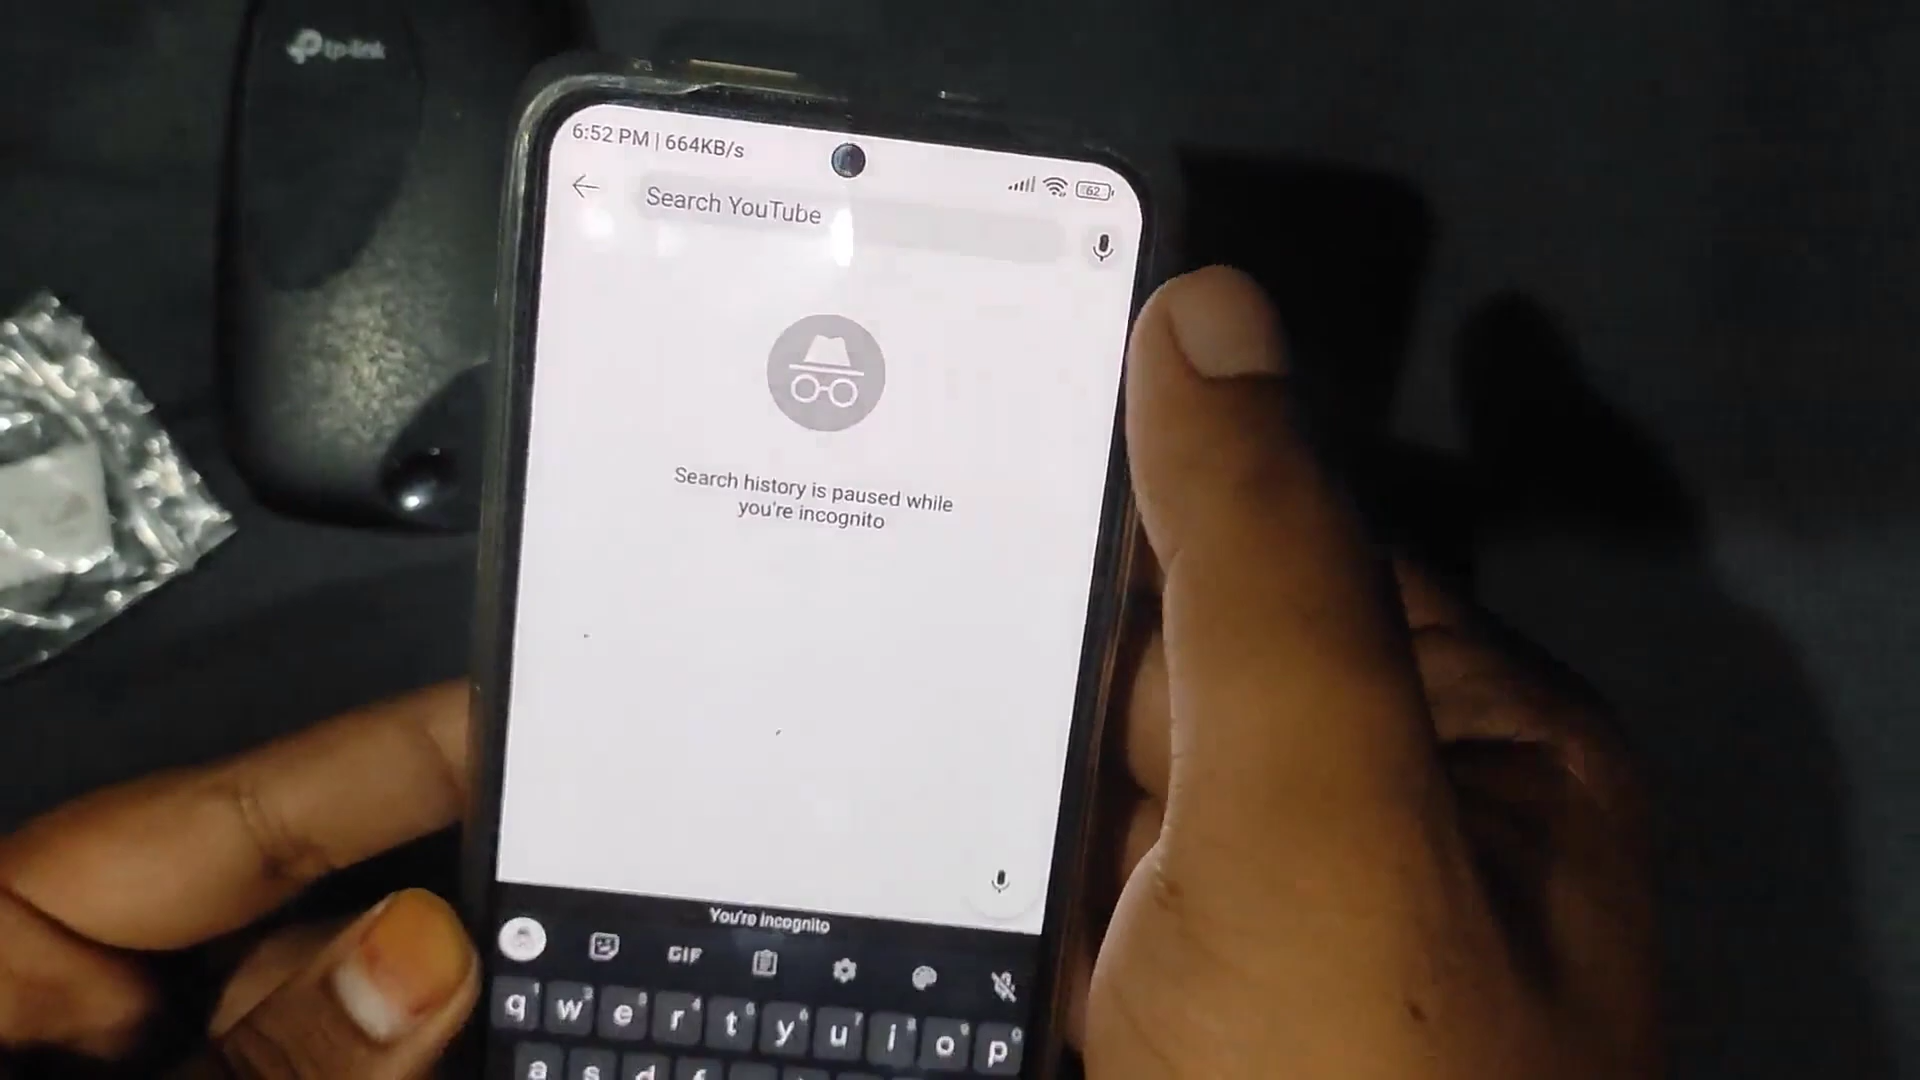 tp-link
6:52 PM | 664KB/s
62
Search YouTube
Search history is paused while
you're incognito
You're incognito
GIF
q w e r t y u i o p
a s d f